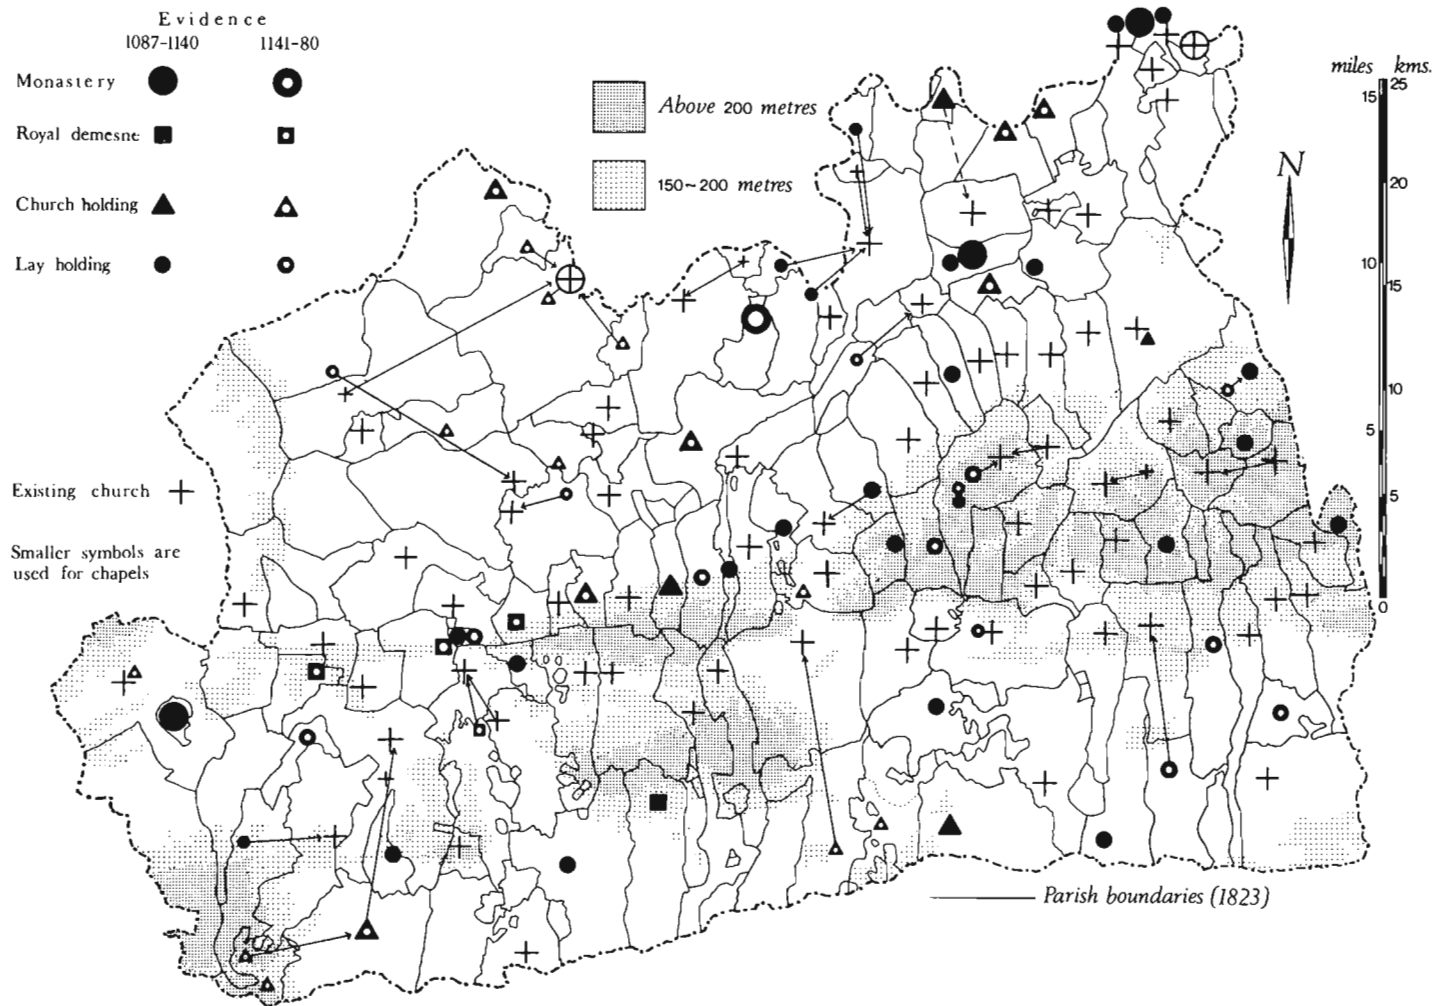 Evidence
1087-1140 1141-80
Monastery
Royal demesne
Church holding
Lay holding
Above 200 metres
150-200 metres
miles kms.
15 25
20
10
15
10
5
5
0
N
Existing church
Smaller symbols are
used for chapels
Parish boundaries (1823)